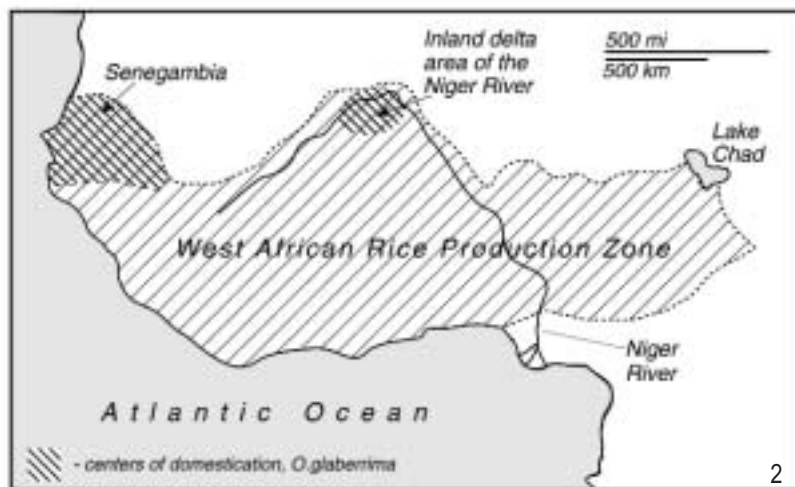 Senegambia
Inland delta
area of the
Niger River
500 mi
500 km
Lake
Chad
West African Rice Production Zone
Niger
River
Atlantic Ocean
- centers of domestication, O.glaberrima
2